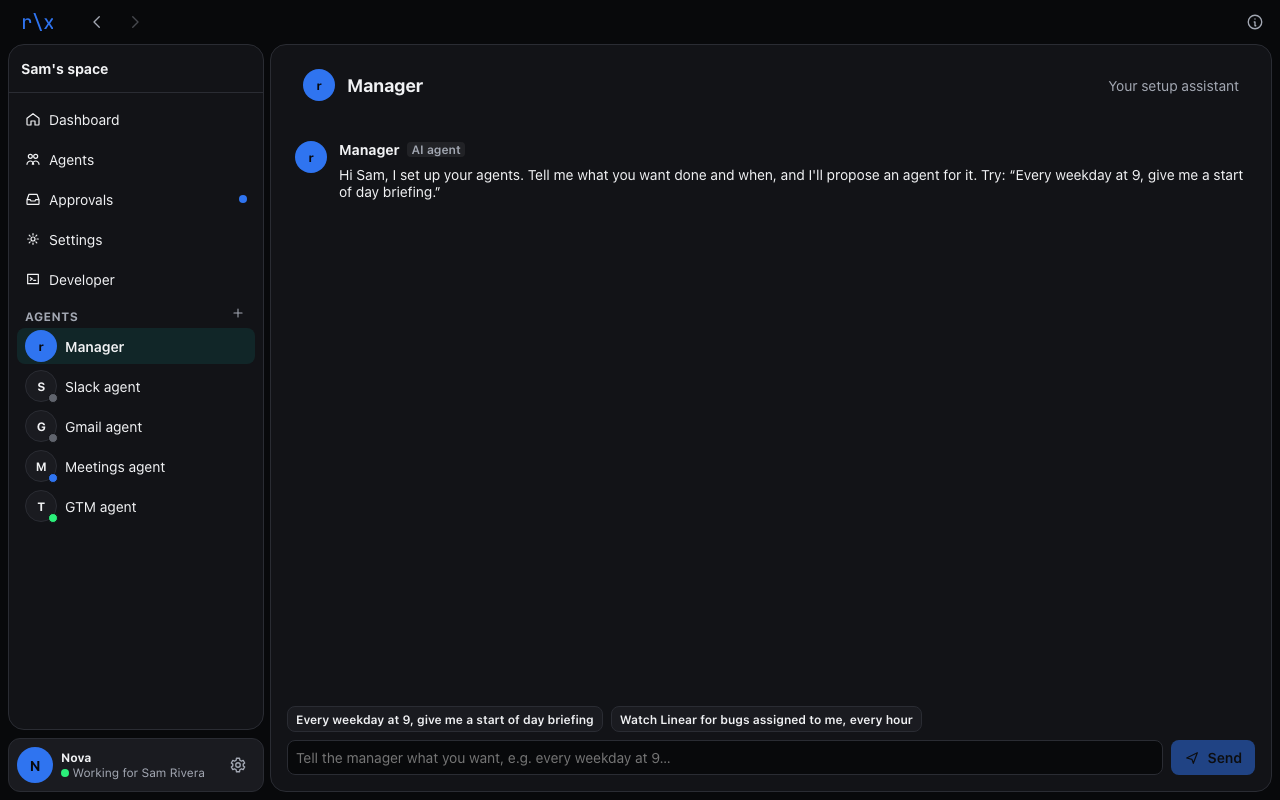 r\x
Sam's space
Dashboard
Agents
Approvals
Settings
Developer
AGENTS
r
Manager
S
Slack agent
G
Gmail agent
M
Meetings agent
T
GTM agent
N
Nova
Working for Sam Rivera
r
Manager
Your setup assistant
r
Manager AI agent
Hi Sam, I set up your agents. Tell me what you want done and when, and I'll propose an agent for it. Try: “Every weekday at 9, give me a start
of day briefing.”
Every weekday at 9, give me a start of day briefing
Watch Linear for bugs assigned to me, every hour
Tell the manager what you want, e.g. every weekday at 9...
Send